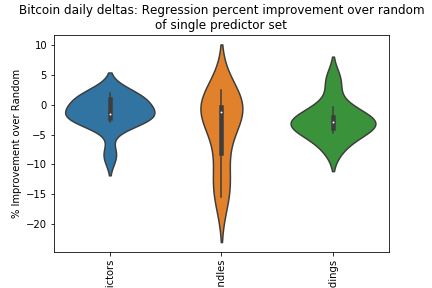 Bitcoin daily deltas: Regression percent improvement over random
of single predictor set
% Improvement over Random
10
5
0
−5
−10
−15
−20
ictors
ndles
dings